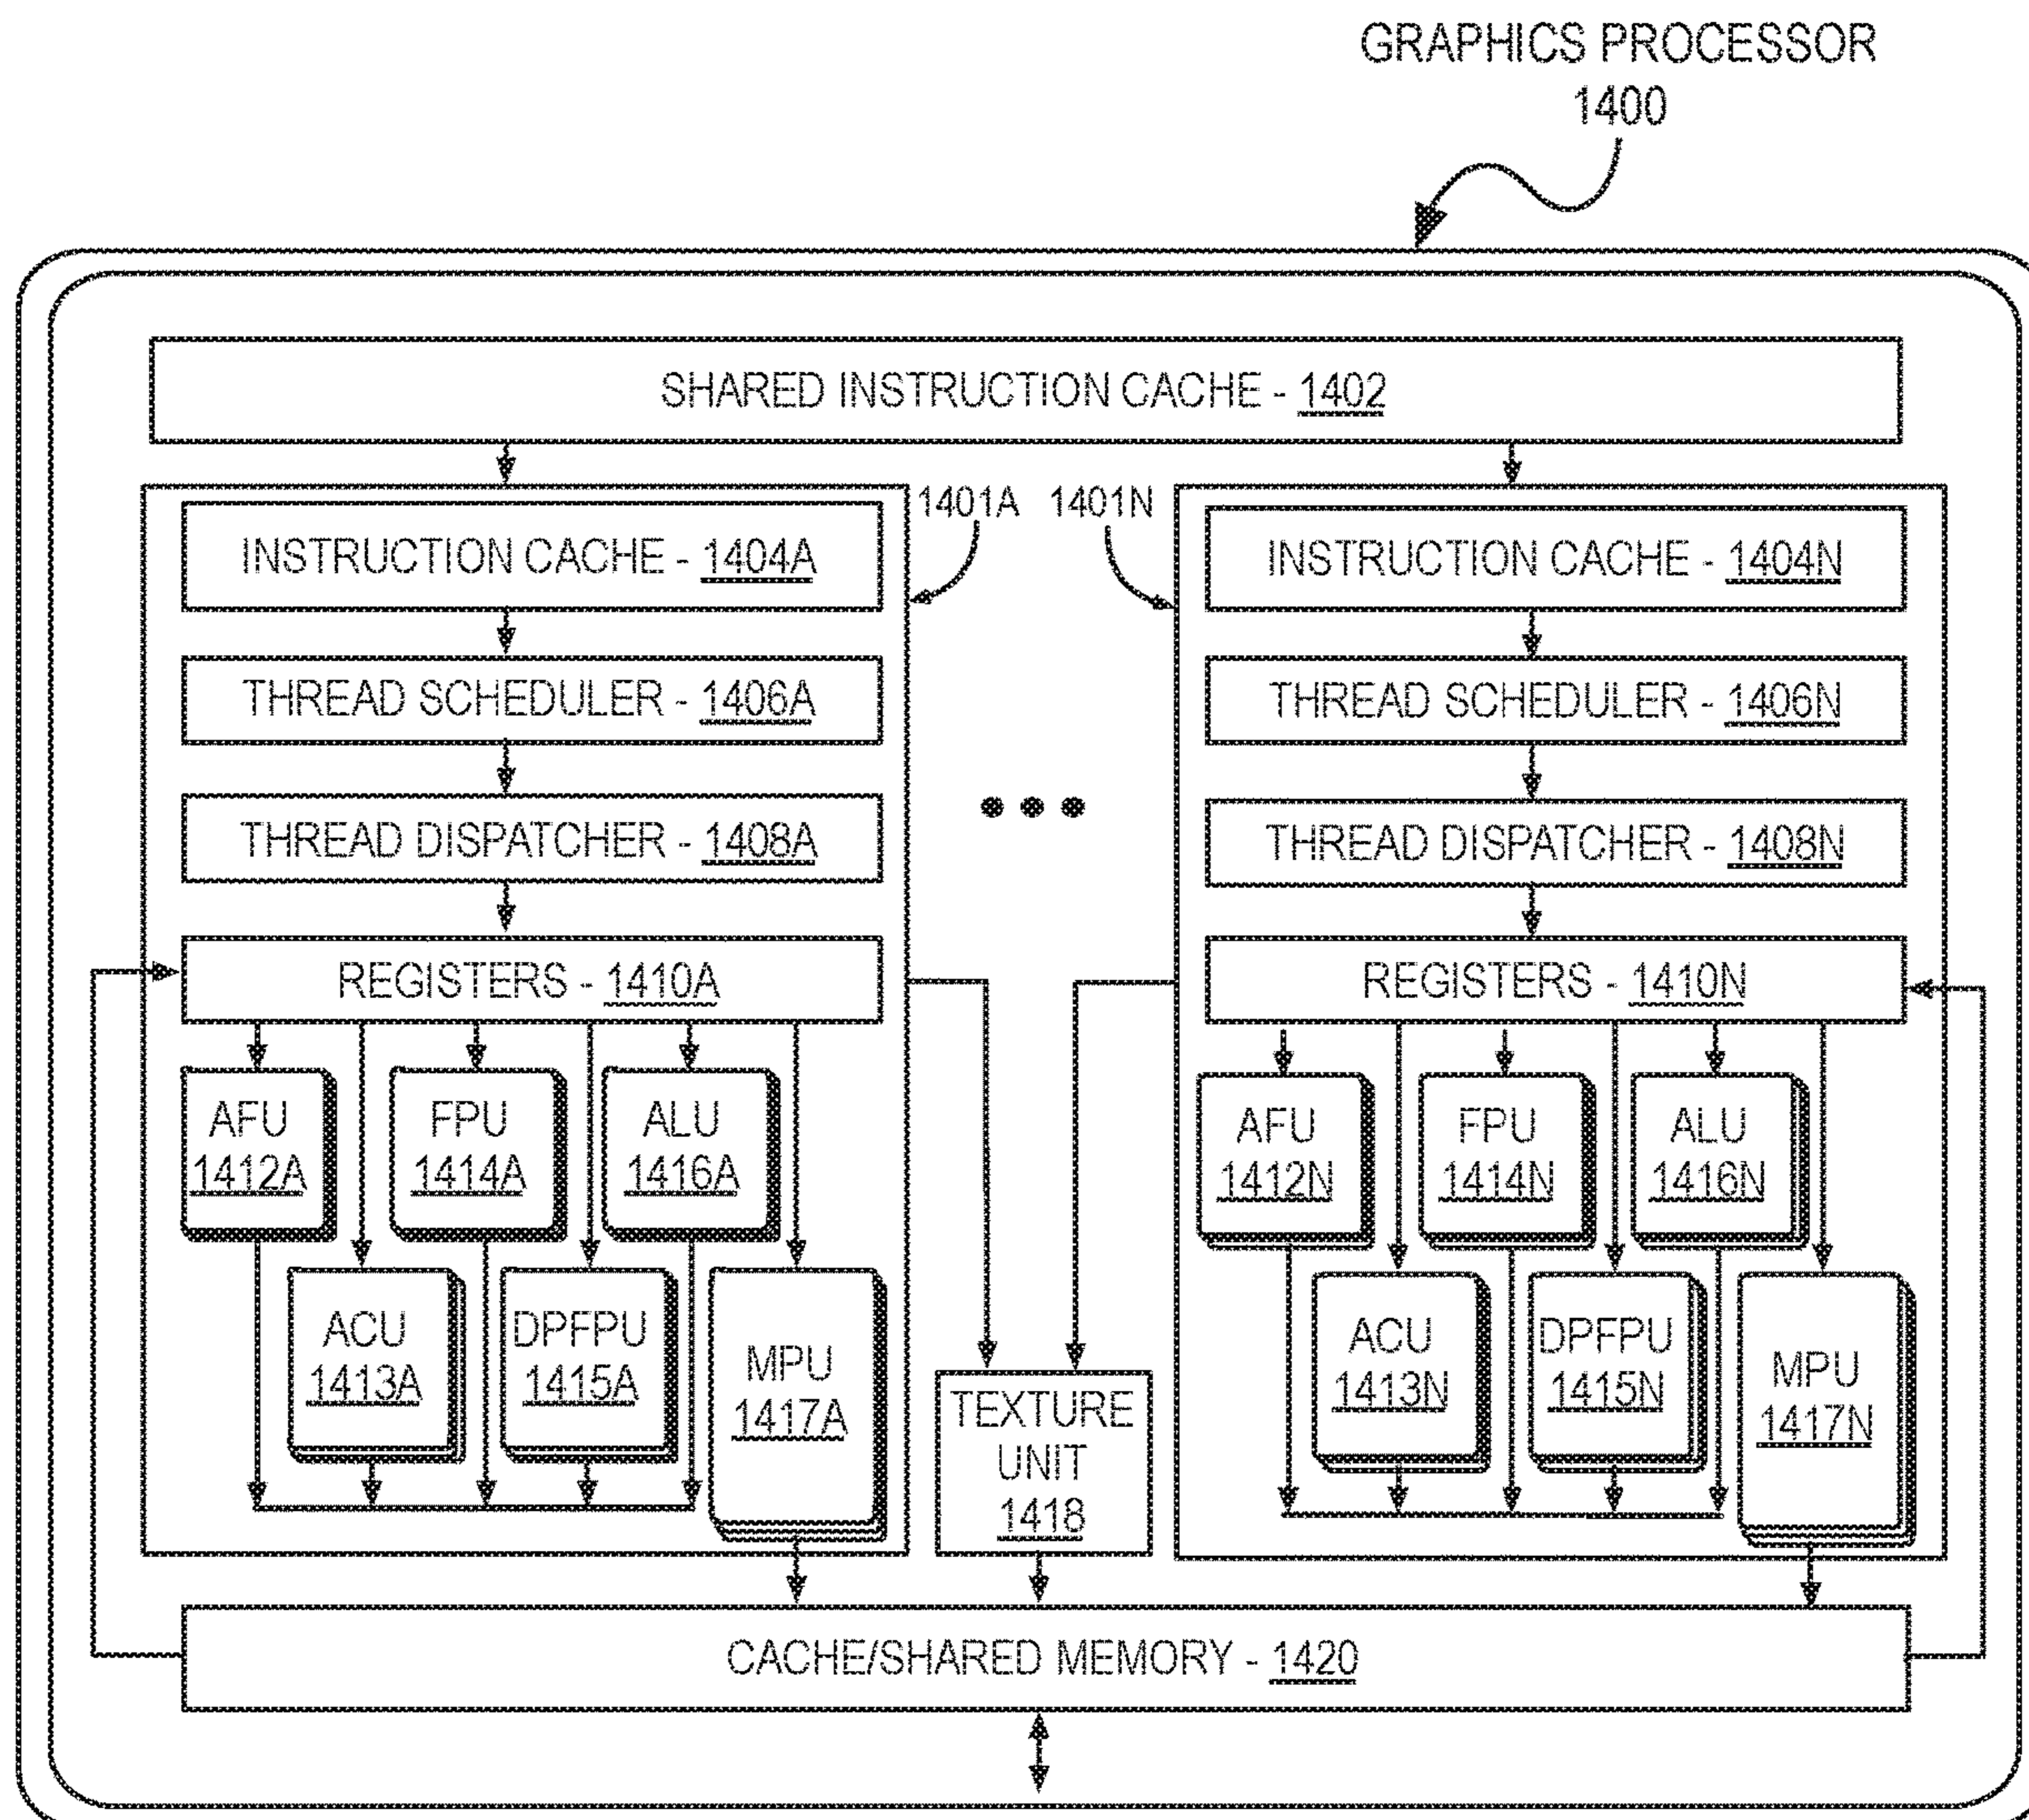 GRAPHICS PROCESSOR
1400
SHARED INSTRUCTION CACHE - 1402
1401A
1401N
INSTRUCTION CACHE - 1404A
THREAD SCHEDULER - 1406A
THREAD DISPATCHER - 1408A
REGISTERS - 1410A
AFU
1412A
FPU
1414A
ALU
1416A
ACU
1413A
DPFPU
1415A
MPU
1417A
TEXTURE
UNIT
1418
INSTRUCTION CACHE - 1404N
THREAD SCHEDULER - 1406N
THREAD DISPATCHER - 1408N
REGISTERS - 1410N
AFU
1412N
FPU
1414N
ALU
1416N
ACU
1413N
DPFPU
1415N
MPU
1417N
CACHE/SHARED MEMORY - 1420